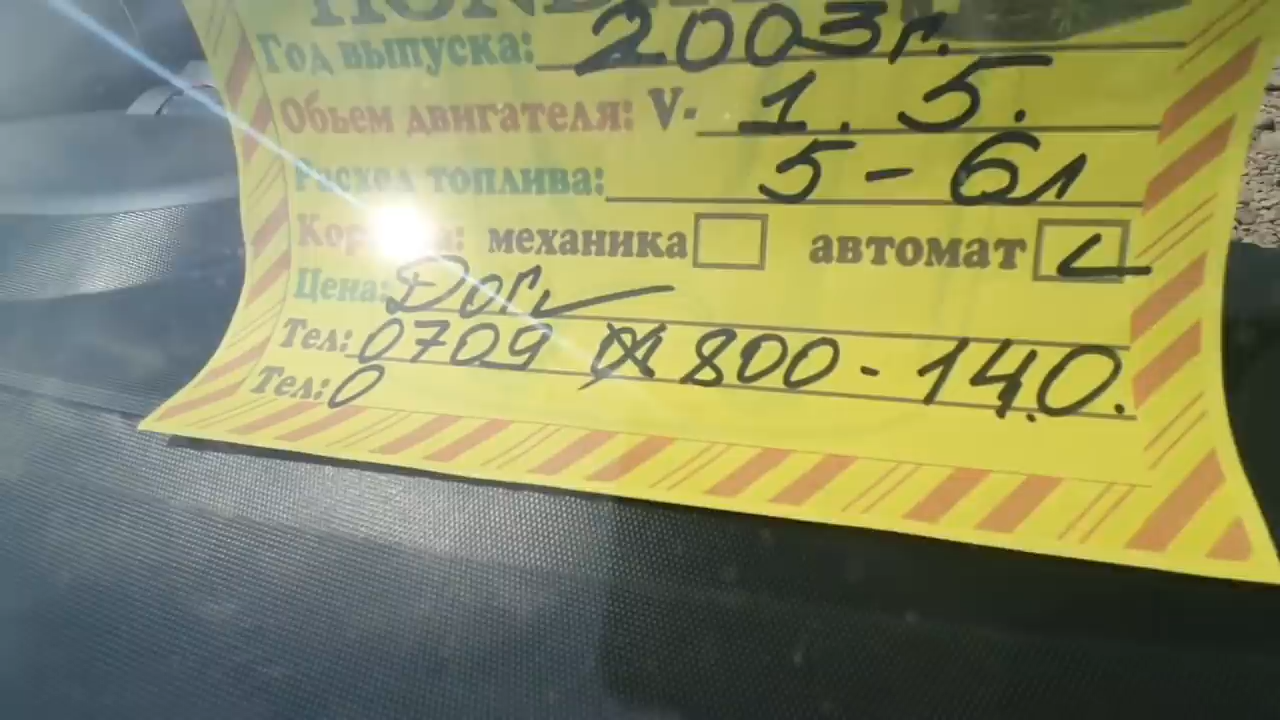 Год выпуска: 2003г.
Обьем двигателя: V- 1.5.
Расход топлива: 5-6л
Коробка: механика автомат
Цена: Дог.
Тел: 0709 800-140.
Тел: 0